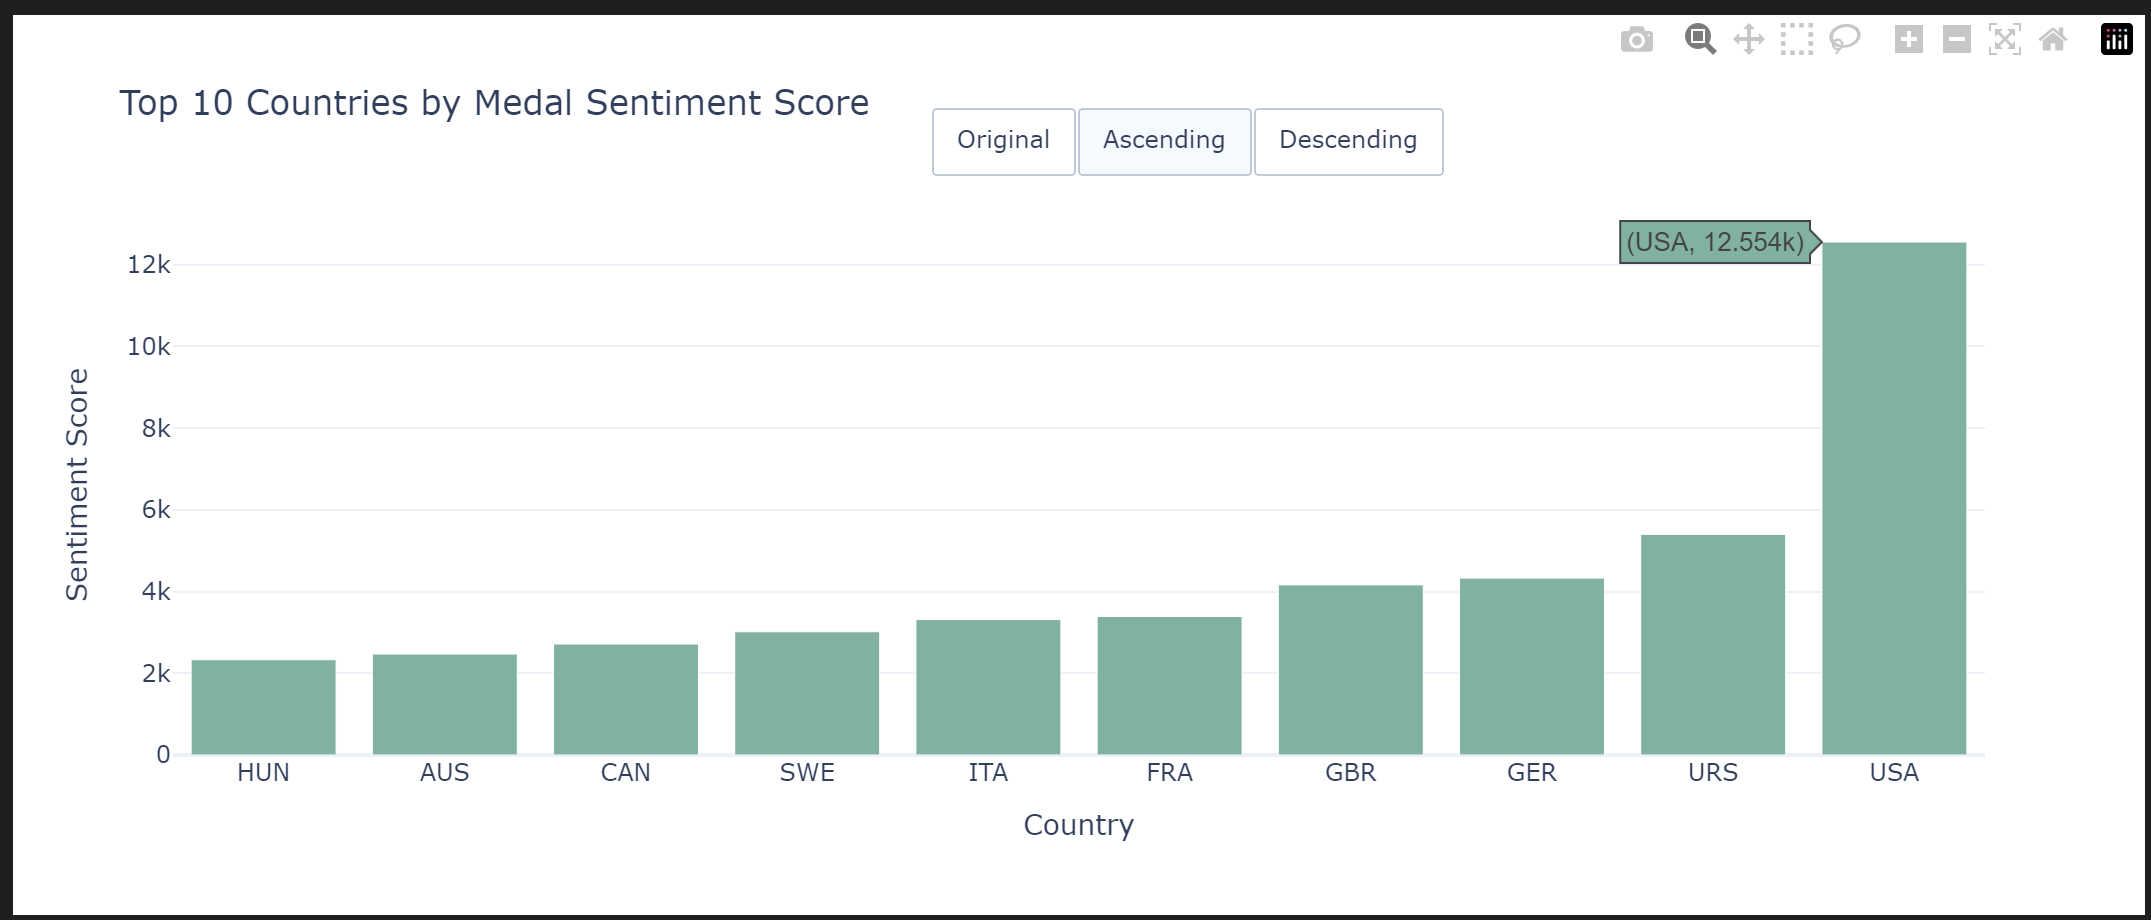 Top 10 Countries by Medal Sentiment Score
Original
Ascending
Descending
(USA, 12.554k)
12k
10k
8k
6k
4k
2k
0
Sentiment Score
HUN
AUS
CAN
SWE
ITA
FRA
GBR
GER
URS
USA
Country